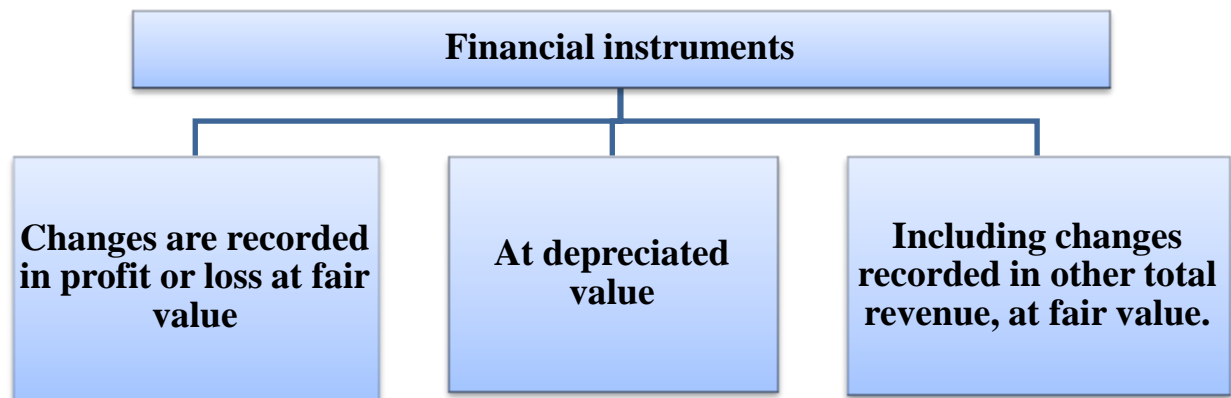 Financial instruments
Changes are recorded
in profit or loss at fair
value
At depreciated
value
Including changes
recorded in other total
revenue, at fair value.